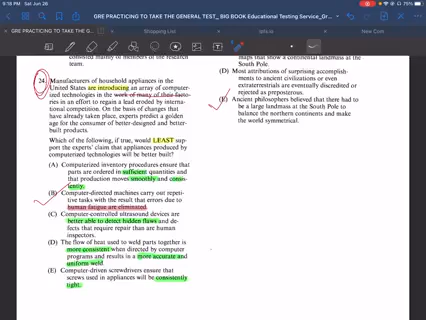 9:18 PM Sun Jun 26
75%
GRE PRACTICING TO TAKE THE GENERAL TEST_ BIG BOOK Educational Testing Service_Gr
GRE PRACTICING TO TAKE THE G
Shopping List
lofis.io
New Com
consisted mainly of members of the research
team.
24. Manufacturers of household appliances in the
United States are introducing an array of computer-
ized technologies in the work of many of their facto-
ries in an effort to regain a lead eroded by interna-
tional competition. On the basis of changes that
have already taken place, experts predict a golden
age for the consumer of better-designed and better-
built products.
Which of the following, if true, would LEAST sup-
port the experts' claim that appliances produced by
computerized technologies will be better built?
(A) Computerized inventory procedures ensure that
parts are ordered in sufficient quantities and
that production moves smoothly and consis-
tently.
(B) Computer-directed machines carry out repeti-
tive tasks with the result that errors due to
human fatigue are eliminated.
(C) Computer-controlled ultrasound devices are
better able to detect hidden flaws and de-
fects that require repair than are human
inspectors.
(D) The flow of heat used to weld parts together is
more consistent when directed by computer
programs and results in a more accurate and
uniform weld.
(E) Computer-driven screwdrivers ensure that
screws used in appliances will be consistently
tight.
maps that show a continental landmass at the
South Pole.
(D) Most attributions of surprising accomplish-
ments to ancient civilizations or even
extraterrestrials are eventually discredited or
rejected as preposterous.
(E) Ancient philosophers believed that there had to
be a large landmass at the South Pole to
balance the northern continents and make
the world symmetrical.